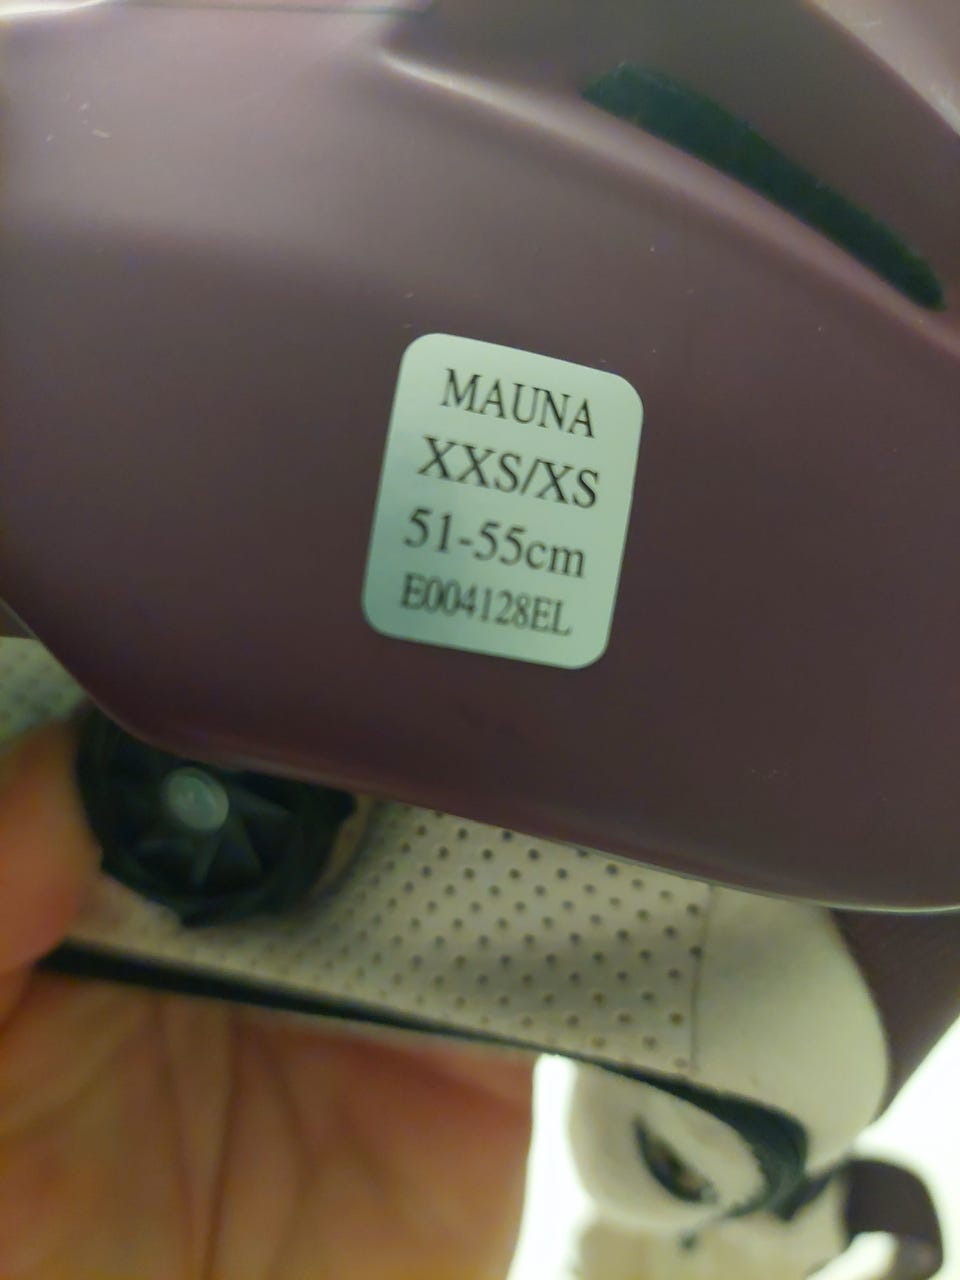 MAUNA
XXS/XS
51-55cm
E004128EL